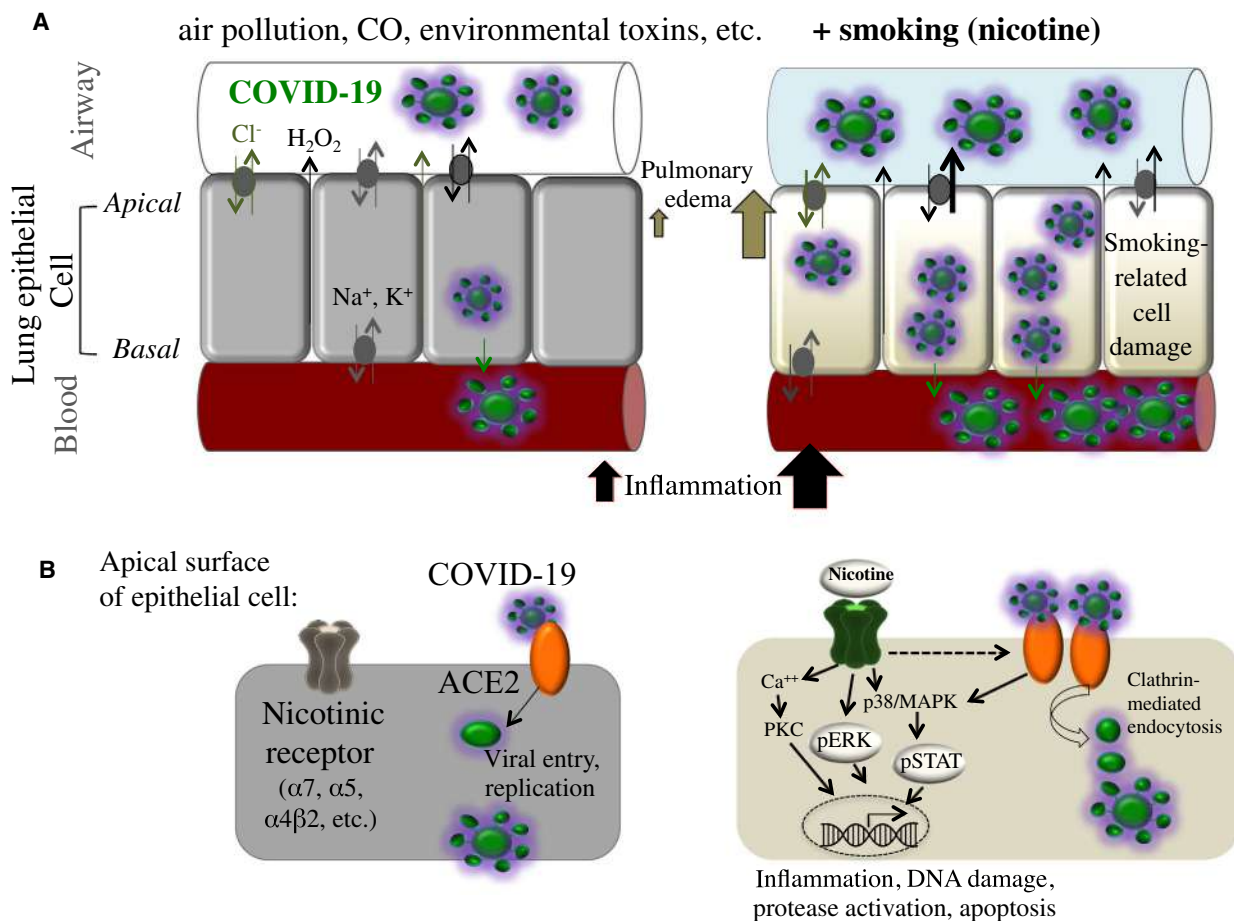 A
air pollution, CO, environmental toxins, etc. + smoking (nicotine)
Airway
COVID-19
Cl-
H2O2
Lung epithelial
Cell
Apical
Basal
Na+, K+
Blood
Pulmonary
edema
Smoking-
related
cell
damage
Inflammation
B
Apical surface
of epithelial cell:
COVID-19
ACE2
Nicotinic
receptor
(α7, α5,
α4β2, etc.)
Viral entry,
replication
Nicotine
Ca++
PKC
p38/MAPK
pERK
pSTAT
Clathrin-
mediated
endocytosis
Inflammation, DNA damage,
protease activation, apoptosis